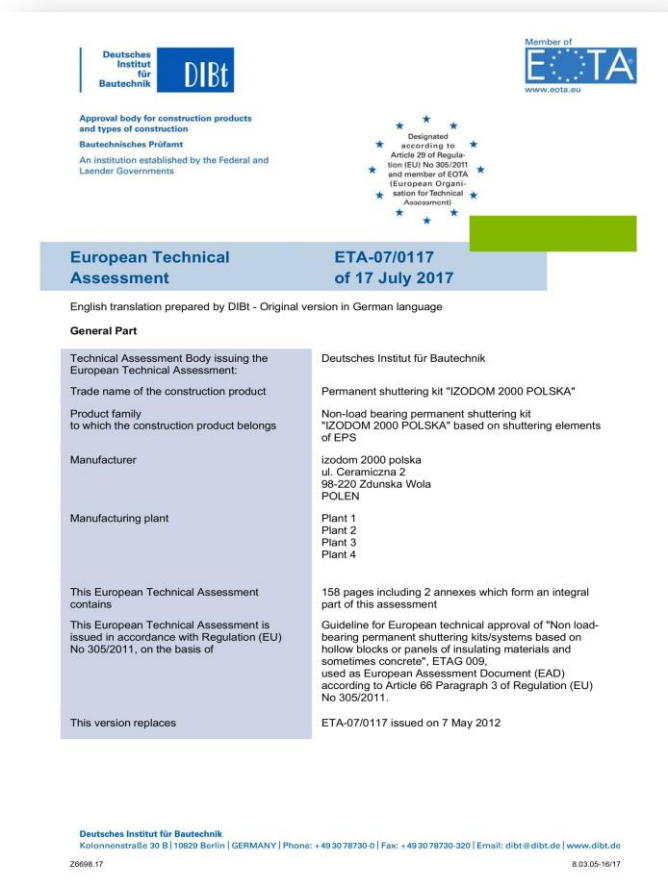 Deutsches
Institut
für
Bautechnik
DIBt
Member of
EOTA
www.eota.eu
Approval body for construction products
and types of construction
Bautechnisches Prüfamt
An institution established by the Federal and
Laender Governments
Designated
according to
Article 29 of Regula-
tion (EU) No 305/2011
and member of EOTA
(European Organi-
sation for Technical
Assessment)
European Technical
Assessment
ETA-07/0117
of 17 July 2017
English translation prepared by DIBt - Original version in German language
General Part
Technical Assessment Body issuing the
European Technical Assessment:
Deutsches Institut für Bautechnik
Trade name of the construction product
Permanent shuttering kit "IZODOM 2000 POLSKA"
Product family
to which the construction product belongs
Non-load bearing permanent shuttering kit
"IZODOM 2000 POLSKA" based on shuttering elements
of EPS
Manufacturer
izodom 2000 polska
ul. Ceramiczna 2
98-220 Zdunska Wola
POLEN
Manufacturing plant
Plant 1
Plant 2
Plant 3
Plant 4
This European Technical Assessment
contains
158 pages including 2 annexes which form an integral
part of this assessment
This European Technical Assessment is
issued in accordance with Regulation (EU)
No 305/2011, on the basis of
Guideline for European technical approval of "Non load-
bearing permanent shuttering kits/systems based on
hollow blocks or panels of insulating materials and
sometimes concrete", ETAG 009,
used as European Assessment Document (EAD)
according to Article 66 Paragraph 3 of Regulation (EU)
No 305/2011.
This version replaces
ETA-07/0117 issued on 7 May 2012
Deutsches Institut für Bautechnik
Kolonnenstraße 30 B | 10829 Berlin | GERMANY | Phone: +49 30 78730-0 | Fax: +49 30 78730-320 | Email: dibt@dibt.de | www.dibt.de
Z6698.17
8.03.05-16/17